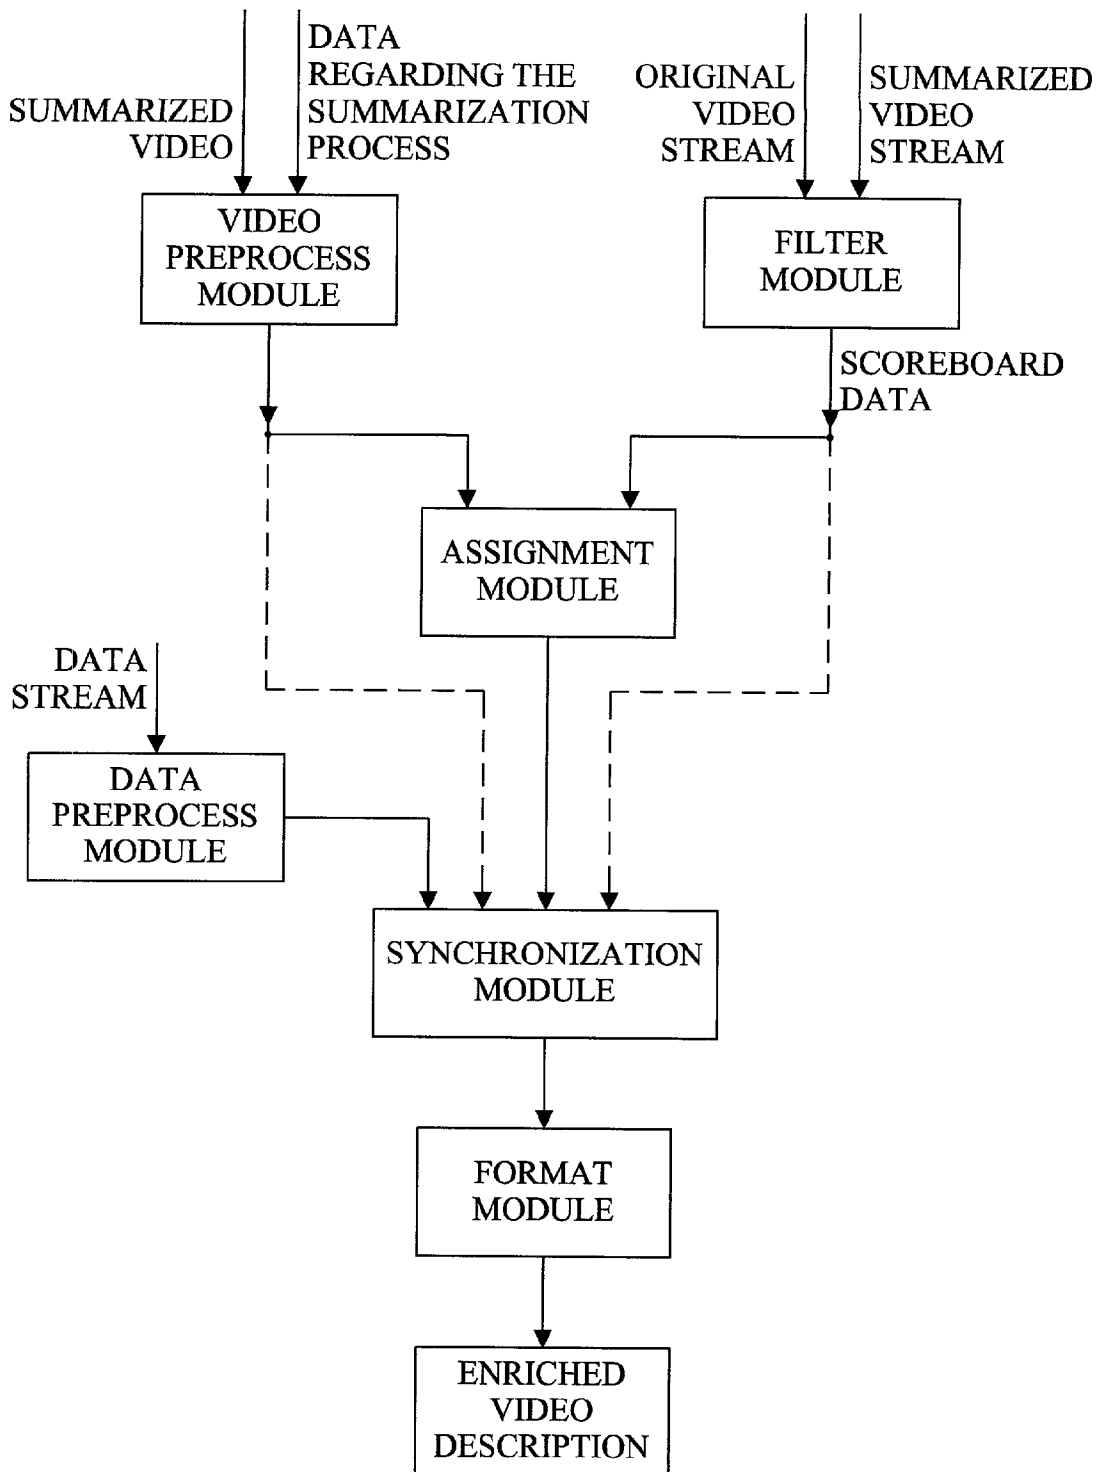 SUMMARIZED
VIDEO
DATA
REGARDING THE
SUMMARIZATION
PROCESS
ORIGINAL
VIDEO
STREAM
SUMMARIZED
VIDEO
STREAM
VIDEO
PREPROCESS
MODULE
FILTER
MODULE
SCOREBOARD
DATA
ASSIGNMENT
MODULE
DATA
STREAM
DATA
PREPROCESS
MODULE
SYNCHRONIZATION
MODULE
FORMAT
MODULE
ENRICHED
VIDEO
DESCRIPTION